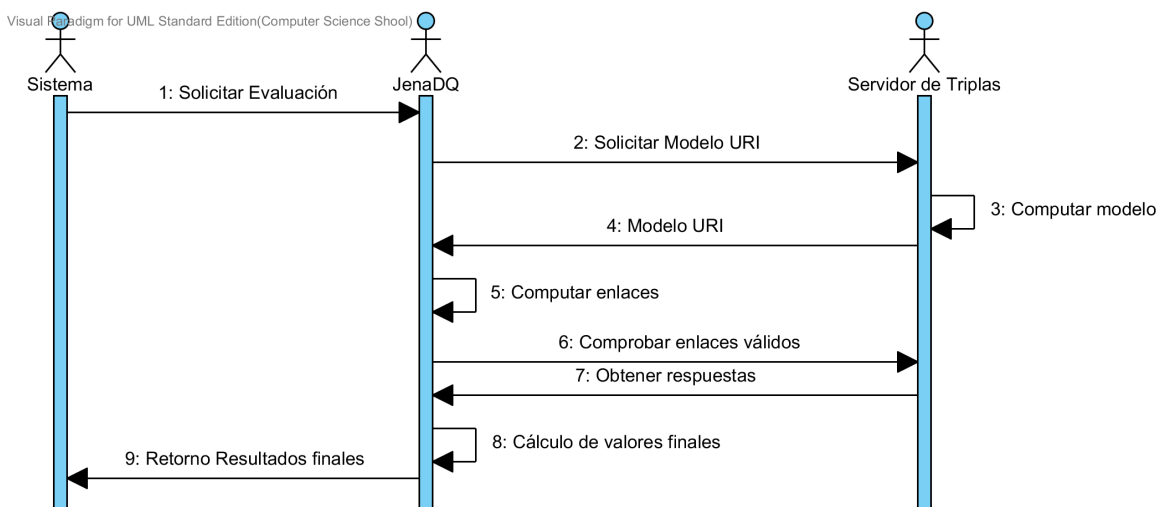 Visual Paradigm for UML Standard Edition(Computer Science Shool)
Sistema
JenaDQ
Servidor de Triplas
1: Solicitar Evaluación
2: Solicitar Modelo URI
3: Computar modelo
4: Modelo URI
5: Computar enlaces
6: Comprobar enlaces válidos
7: Obtener respuestas
8: Cálculo de valores finales
9: Retorno Resultados finales